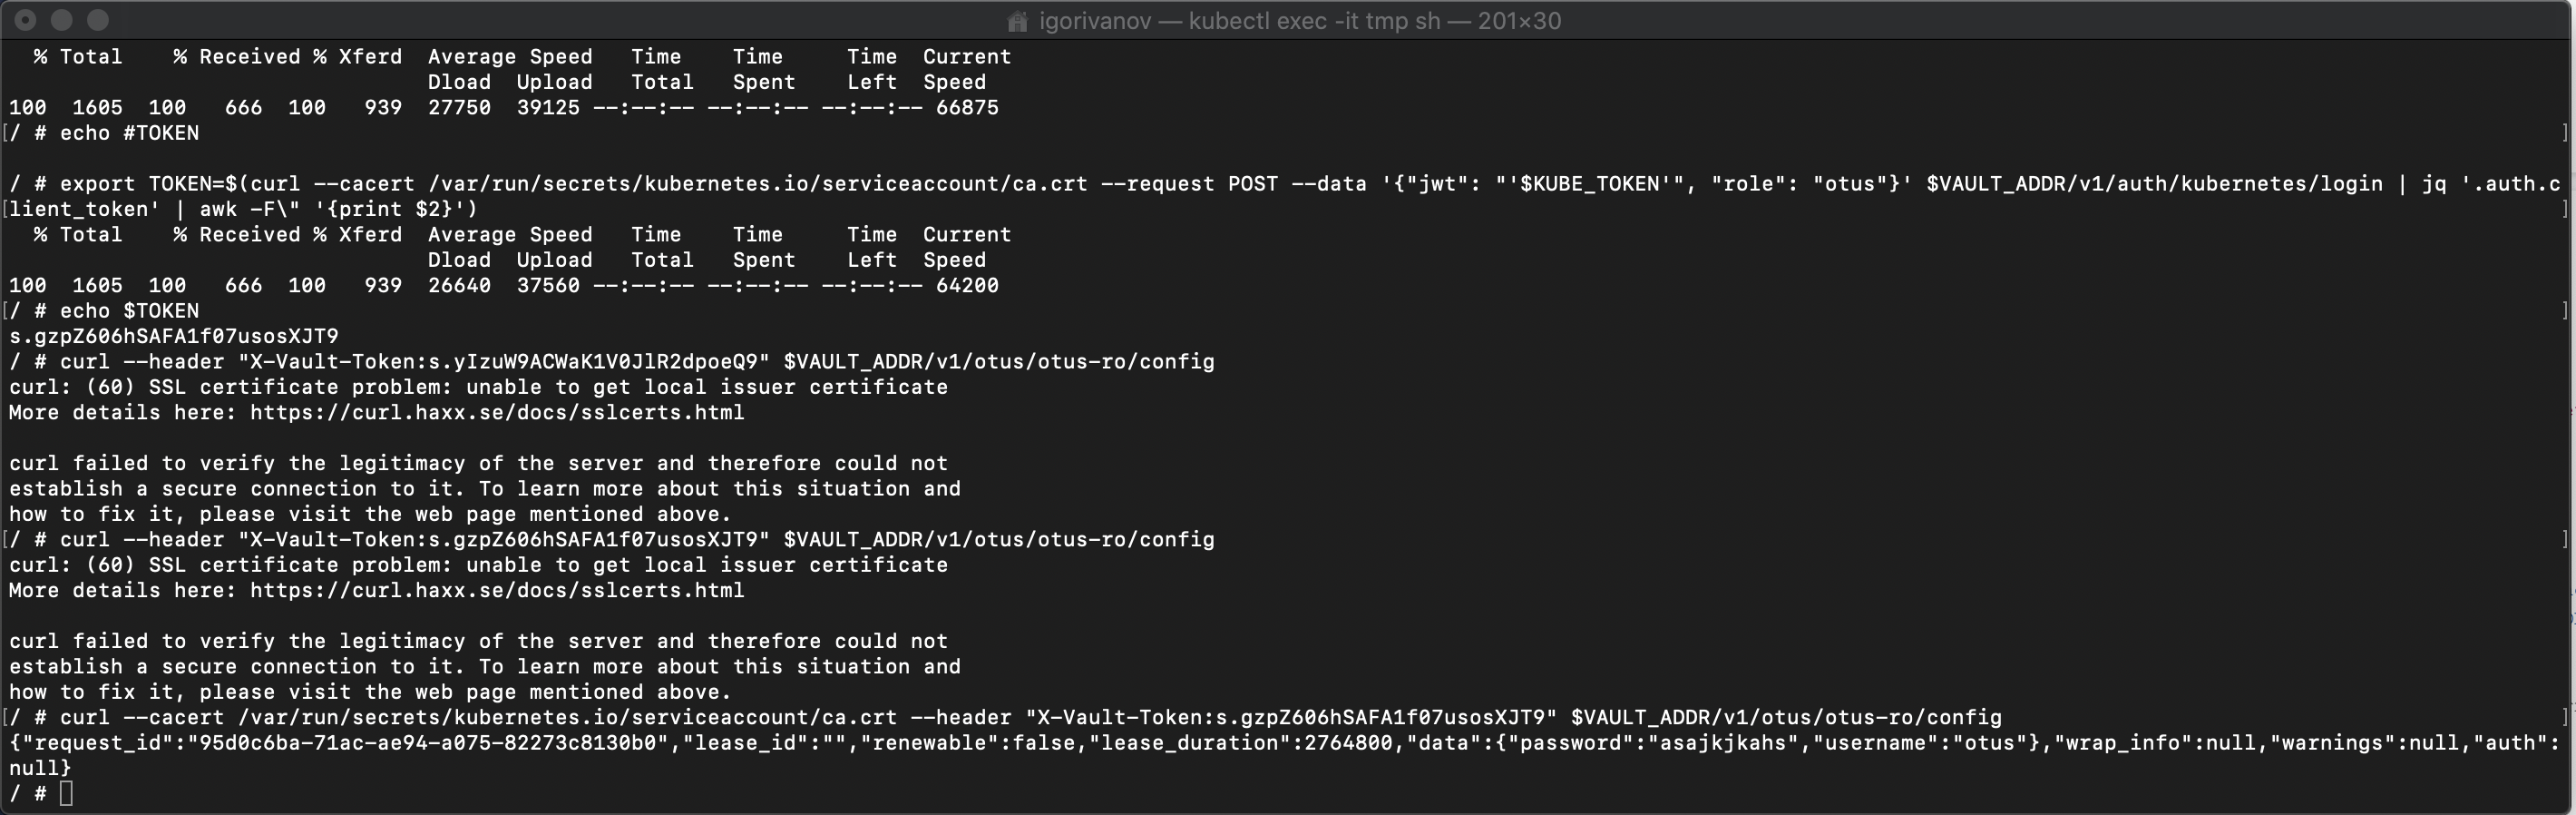 igorivanov — kubectl exec -it tmp sh — 201×30
  % Total    % Received % Xferd  Average Speed   Time    Time     Time  Current
                                 Dload  Upload   Total   Spent    Left  Speed
100  1605  100   666  100   939  27750  39125 --:--:-- --:--:-- --:--:-- 66875
[/ # echo #TOKEN ]
/ # export TOKEN=$(curl --cacert /var/run/secrets/kubernetes.io/serviceaccount/ca.crt --request POST --data '{"jwt": "'$KUBE_TOKEN'", "role": "otus"}' $VAULT_ADDR/v1/auth/kubernetes/login | jq '.auth.c
[lient_token' | awk -F\" '{print $2}') ]
  % Total    % Received % Xferd  Average Speed   Time    Time     Time  Current
                                 Dload  Upload   Total   Spent    Left  Speed
100  1605  100   666  100   939  26640  37560 --:--:-- --:--:-- --:--:-- 64200
[/ # echo $TOKEN ]
s.gzpZ606hSAFA1f07usosXJT9
/ # curl --header "X-Vault-Token:s.yIzuW9ACWaK1V0JlR2dpoeQ9" $VAULT_ADDR/v1/otus/otus-ro/config
curl: (60) SSL certificate problem: unable to get local issuer certificate
More details here: https://curl.haxx.se/docs/sslcerts.html
curl failed to verify the legitimacy of the server and therefore could not
establish a secure connection to it. To learn more about this situation and
how to fix it, please visit the web page mentioned above.
[/ # curl --header "X-Vault-Token:s.gzpZ606hSAFA1f07usosXJT9" $VAULT_ADDR/v1/otus/otus-ro/config ]
curl: (60) SSL certificate problem: unable to get local issuer certificate
More details here: https://curl.haxx.se/docs/sslcerts.html
curl failed to verify the legitimacy of the server and therefore could not
establish a secure connection to it. To learn more about this situation and
how to fix it, please visit the web page mentioned above.
[/ # curl --cacert /var/run/secrets/kubernetes.io/serviceaccount/ca.crt --header "X-Vault-Token:s.gzpZ606hSAFA1f07usosXJT9" $VAULT_ADDR/v1/otus/otus-ro/config ]
{"request_id":"95d0c6ba-71ac-ae94-a075-82273c8130b0","lease_id":"","renewable":false,"lease_duration":2764800,"data":{"password":"asajkjkahs","username":"otus"},"wrap_info":null,"warnings":null,"auth":
null}
/ #